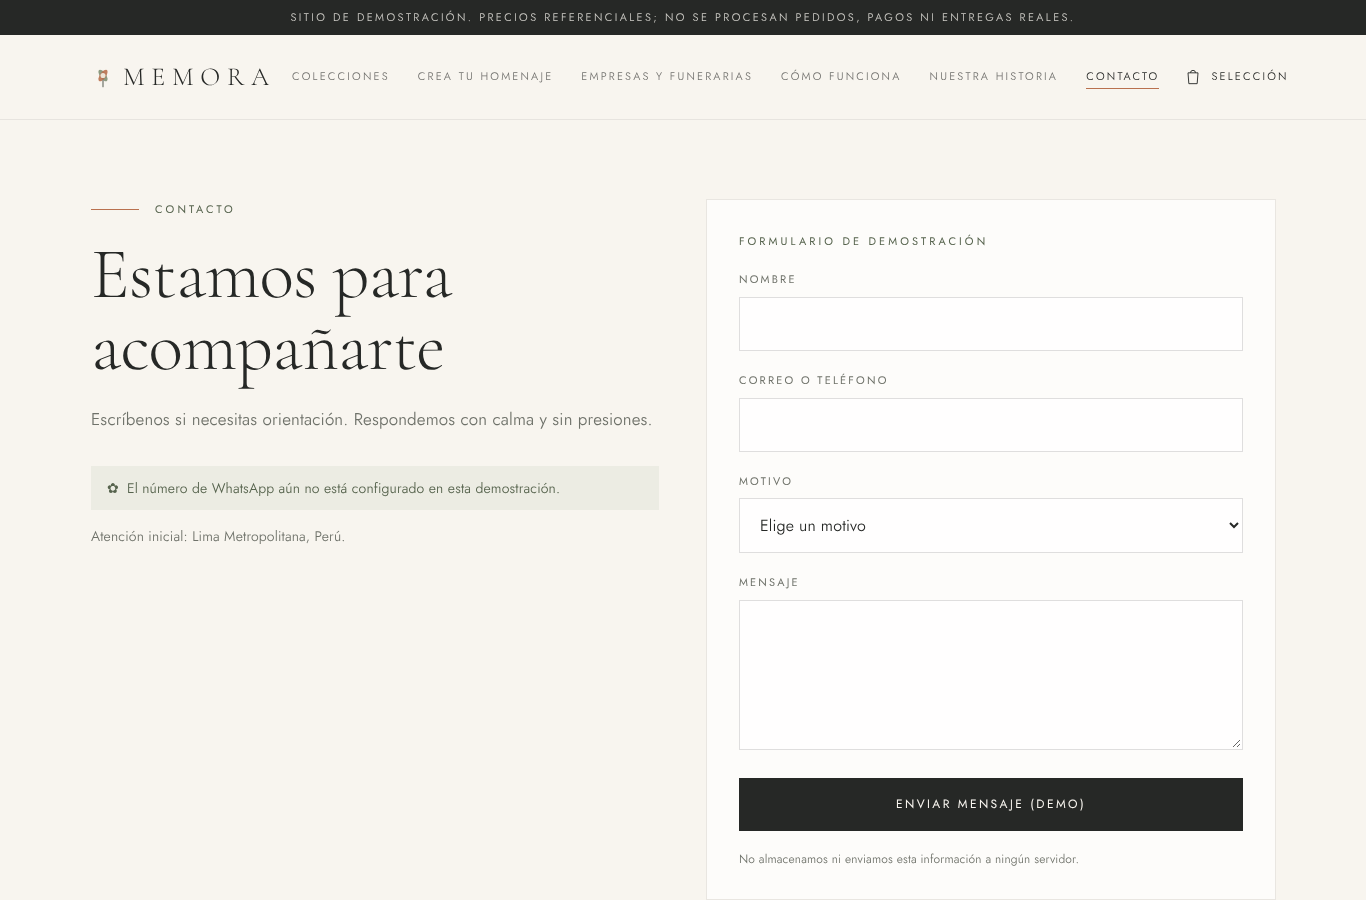 SITIO DE DEMOSTRACIÓN. PRECIOS REFERENCIALES; NO SE PROCESAN PEDIDOS, PAGOS NI ENTREGAS REALES.
MEMORA
COLECCIONES
CREA TU HOMENAJE
EMPRESAS Y FUNERARIAS
CÓMO FUNCIONA
NUESTRA HISTORIA
CONTACTO
SELECCIÓN
CONTACTO
Estamos para
acompañarte
Escríbenos si necesitas orientación. Respondemos con calma y sin presiones.
✿ El número de WhatsApp aún no está configurado en esta demostración.
Atención inicial: Lima Metropolitana, Perú.
FORMULARIO DE DEMOSTRACIÓN
NOMBRE
CORREO O TELÉFONO
MOTIVO
Elige un motivo
MENSAJE
ENVIAR MENSAJE (DEMO)
No almacenamos ni enviamos esta información a ningún servidor.